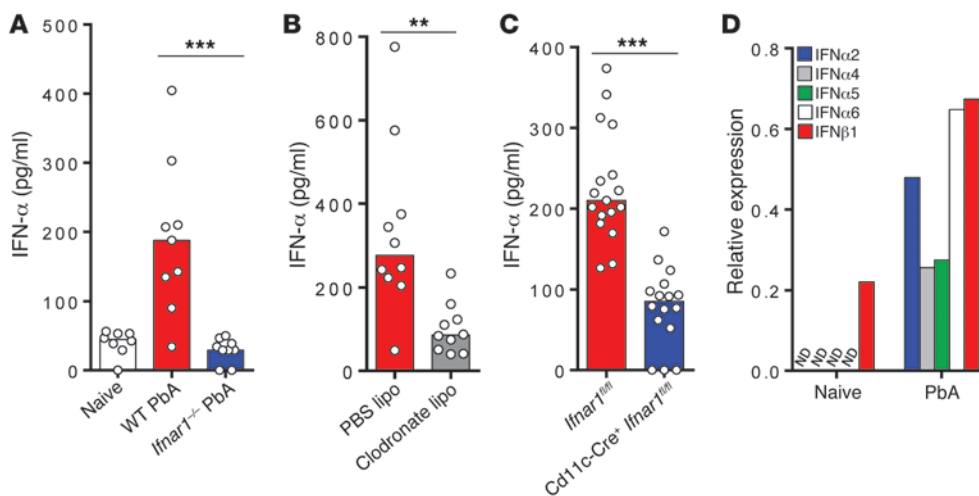 A
IFN-α (pg/ml)
500
400
300
200
100
0
***
Naive
WT PbA
Ifnar1–/– PbA
B
IFN-α (pg/ml)
800
600
400
200
0
**
PBS lipo
Clodronate lipo
C
IFN-α (pg/ml)
400
300
200
100
0
***
Ifnar1fl/fl
Cd11c-Cre+ Ifnar1fl/fl
D
Relative expression
0.8
0.6
0.4
0.2
0.0
IFNα2
IFNα4
IFNα5
IFNα6
IFNβ1
ND
ND
ND
ND
Naive
PbA